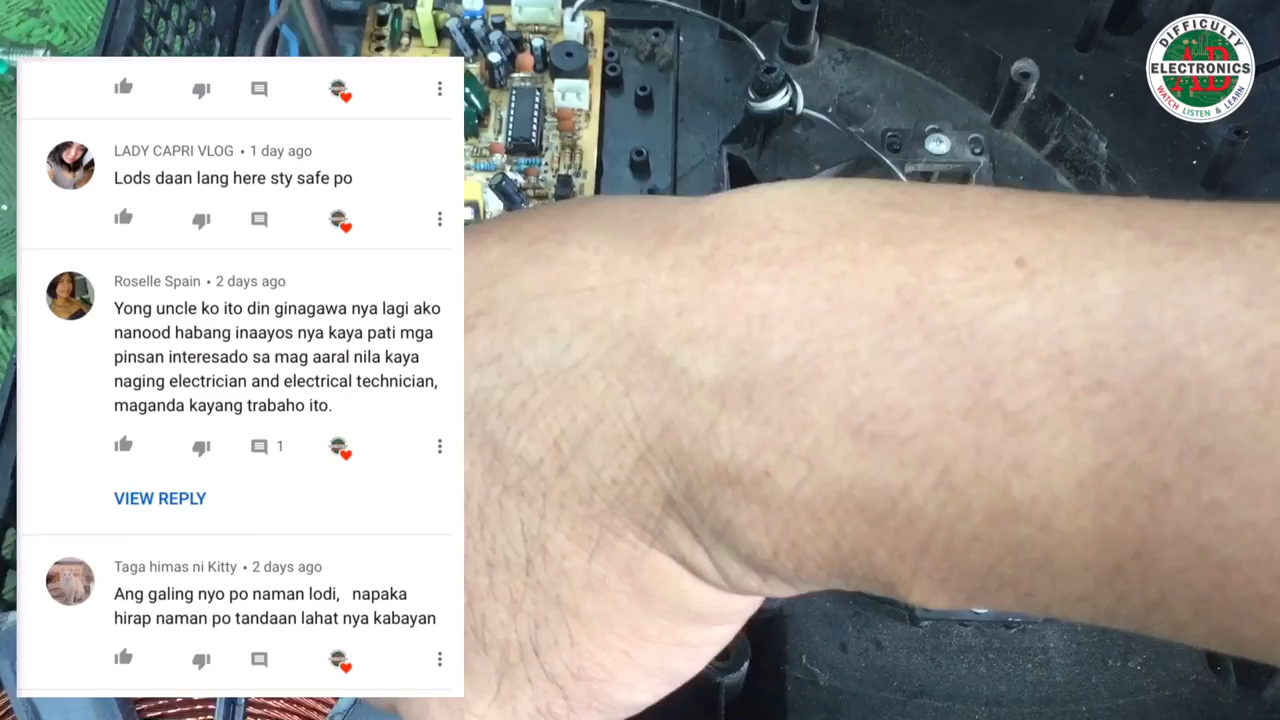 LADY CAPRI VLOG • 1 day ago
Lods daan lang here sty safe po
Roselle Spain • 2 days ago
Yong uncle ko ito din ginagawa nya lagi ako
nanood habang inaayos nya kaya pati mga
pinsan interesado sa mag aaral nila kaya
naging electrician and electrical technician,
maganda kayang trabaho ito.
1
VIEW REPLY
Taga himas ni Kitty • 2 days ago
Ang galing nyo po naman lodi, napaka
hirap naman po tandaan lahat nya kabayan
DIFFICULTY
ELECTRONICS
AD
WATCH LISTEN & LEARN